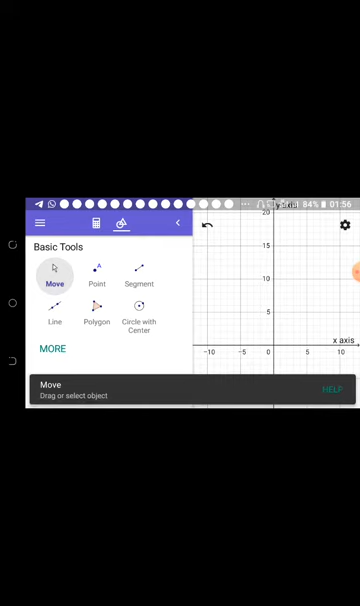 84% 01:56
y axis
Basic Tools
Move
Point
Segment
Line
Polygon
Circle with
Center
MORE
20
15
10
5
x axis
-10
-5
0
5
10
Move
Drag or select object
HELP
A